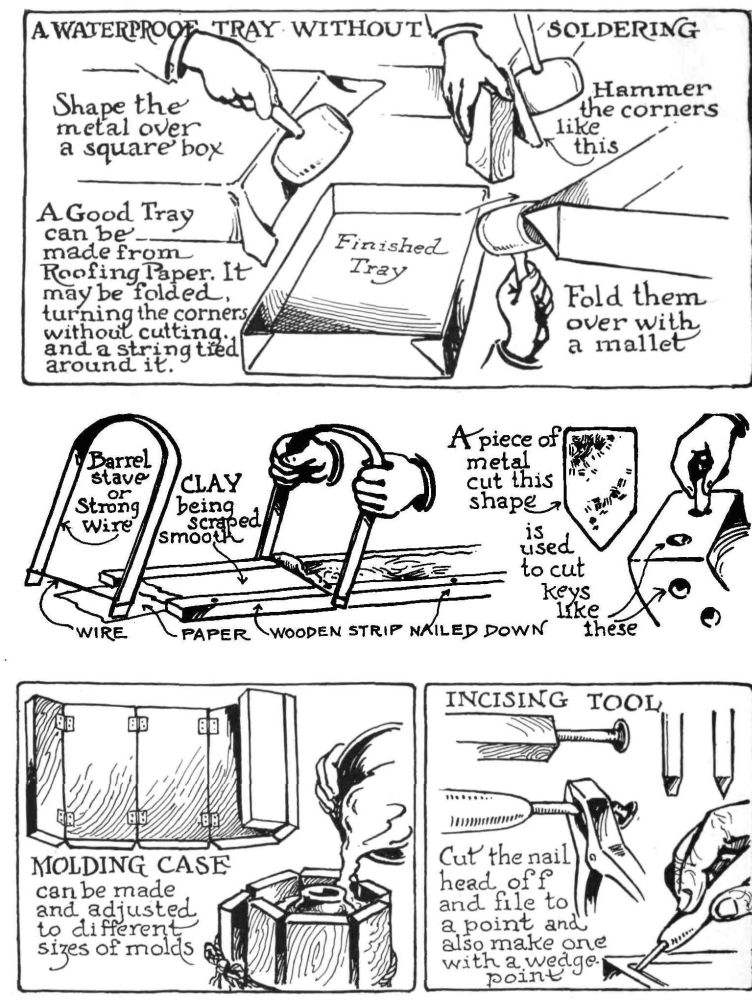 A WATERPROOF TRAY WITHOUT SOLDERING
Shape the
metal over
a square box
Hammer
the corners
like
this
A Good Tray
can be
made from
Roofing Paper. It
may be folded,
turning the corners
without cutting,
and a string tied
around it.
Finished
Tray
Fold them
over with
a mallet
Barrel
stave
or
Strong
Wire
CLAY
being
scraped
smooth
WIRE
PAPER
WOODEN STRIP NAILED DOWN
A piece of
metal
cut this
shape
is
used
to cut
keys
like
these
MOLDING CASE
can be made
and adjusted
to different
sizes of molds
INCISING TOOL
Cut the nail
head off
and file to
a point and
also make one
with a wedge-
point